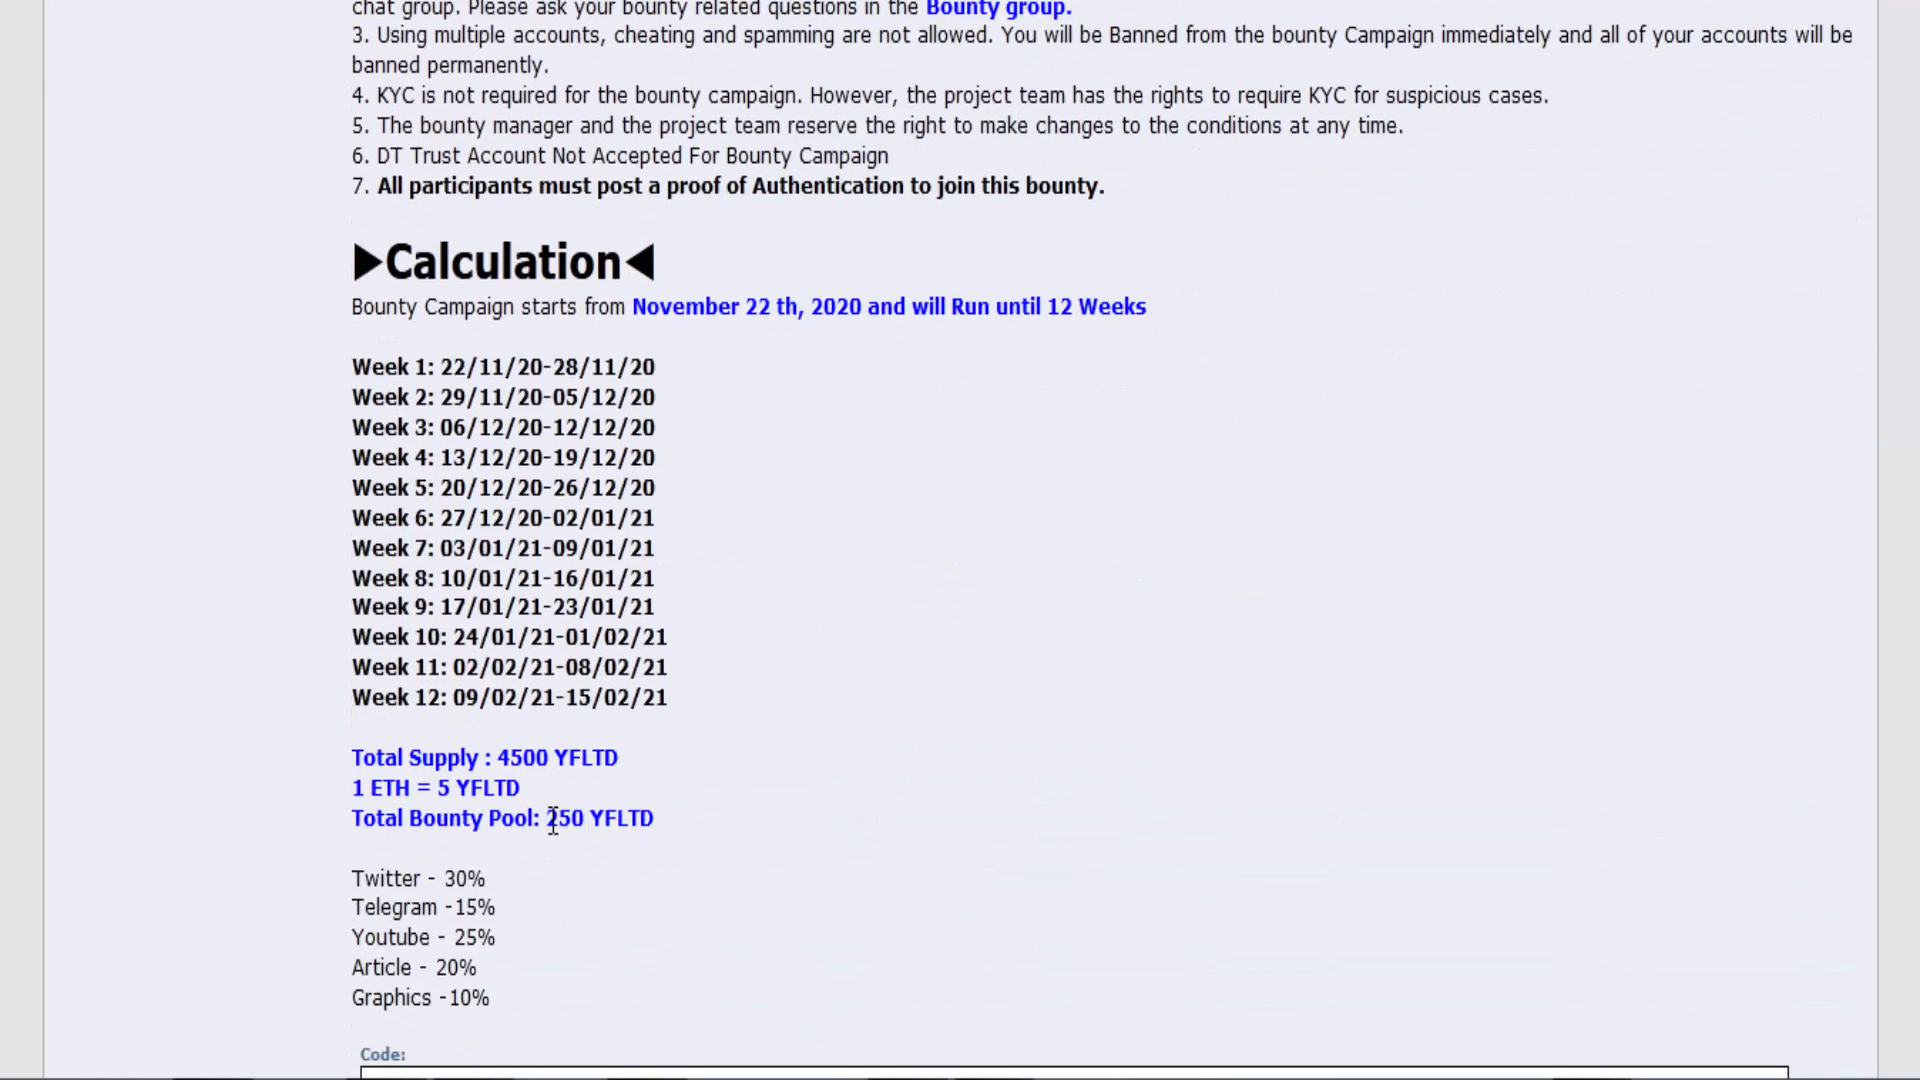 chat group. Please ask your bounty related questions in the Bounty group.
3. Using multiple accounts, cheating and spamming are not allowed. You will be Banned from the bounty Campaign immediately and all of your accounts will be
banned permanently.
4. KYC is not required for the bounty campaign. However, the project team has the rights to require KYC for suspicious cases.
5. The bounty manager and the project team reserve the right to make changes to the conditions at any time.
6. DT Trust Account Not Accepted For Bounty Campaign
7. All participants must post a proof of Authentication to join this bounty.
▶Calculation◀
Bounty Campaign starts from November 22 th, 2020 and will Run until 12 Weeks
Week 1: 22/11/20-28/11/20
Week 2: 29/11/20-05/12/20
Week 3: 06/12/20-12/12/20
Week 4: 13/12/20-19/12/20
Week 5: 20/12/20-26/12/20
Week 6: 27/12/20-02/01/21
Week 7: 03/01/21-09/01/21
Week 8: 10/01/21-16/01/21
Week 9: 17/01/21-23/01/21
Week 10: 24/01/21-01/02/21
Week 11: 02/02/21-08/02/21
Week 12: 09/02/21-15/02/21
Total Supply : 4500 YFLTD
1 ETH = 5 YFLTD
Total Bounty Pool: 250 YFLTD
Twitter - 30%
Telegram -15%
Youtube - 25%
Article - 20%
Graphics -10%
Code: